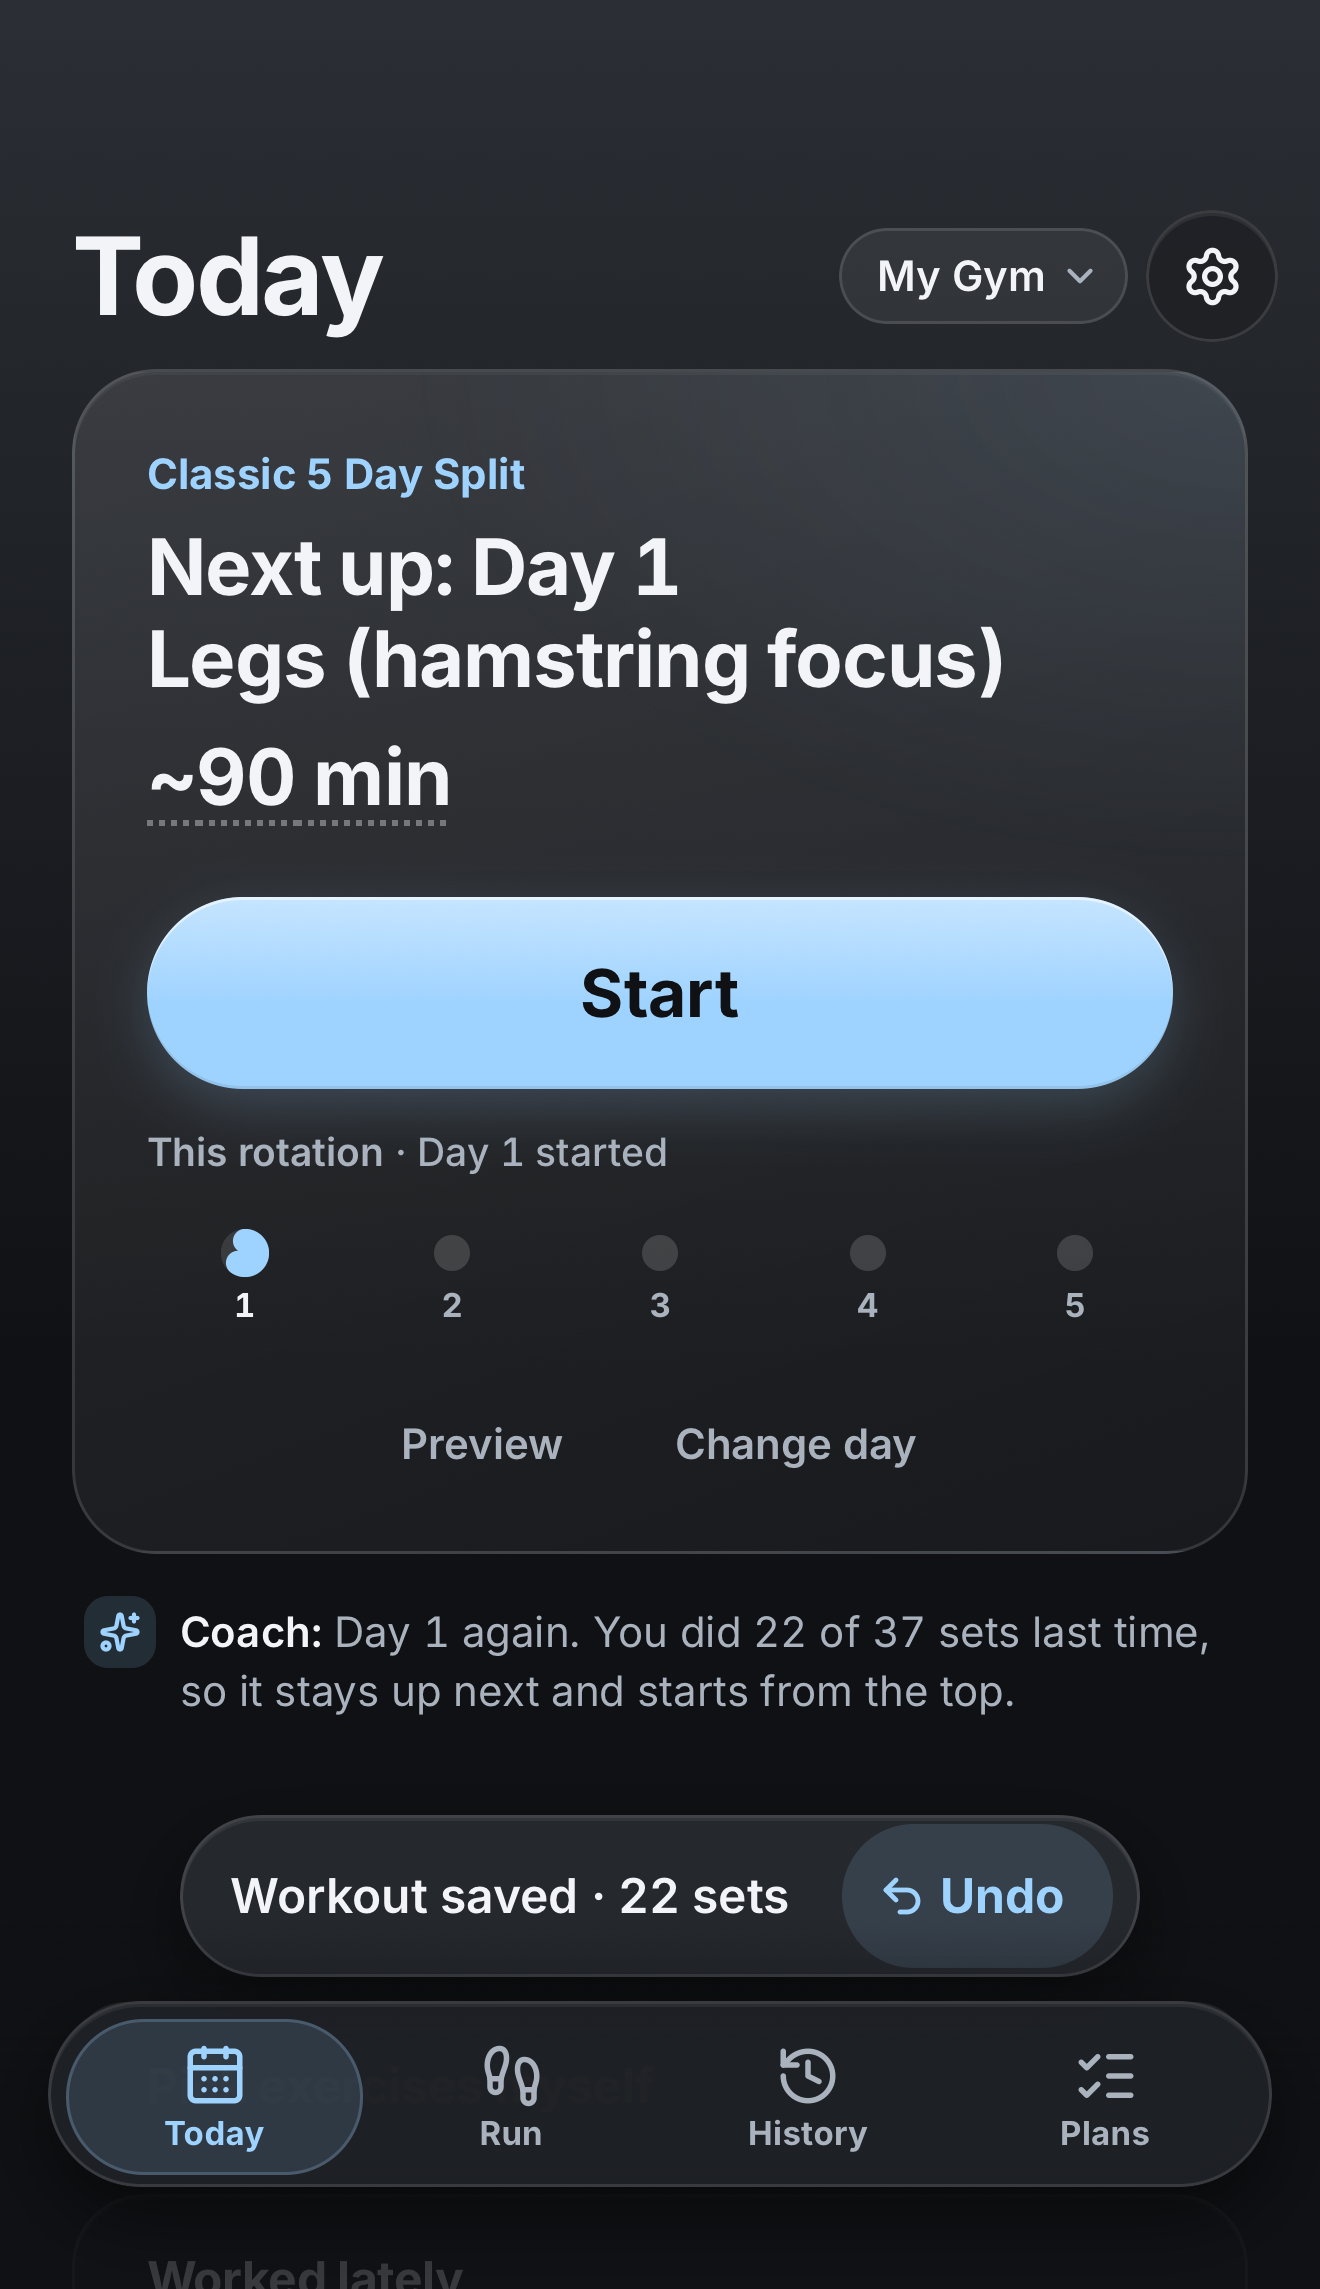 Today
My Gym
Classic 5 Day Split
Next up: Day 1
Legs (hamstring focus)
~90 min
Start
This rotation · Day 1 started
1
2
3
4
5
Preview
Change day
Coach: Day 1 again. You did 22 of 37 sets last time,
so it stays up next and starts from the top.
Workout saved · 22 sets
Undo
Today
Run
History
Plans
Worked lately